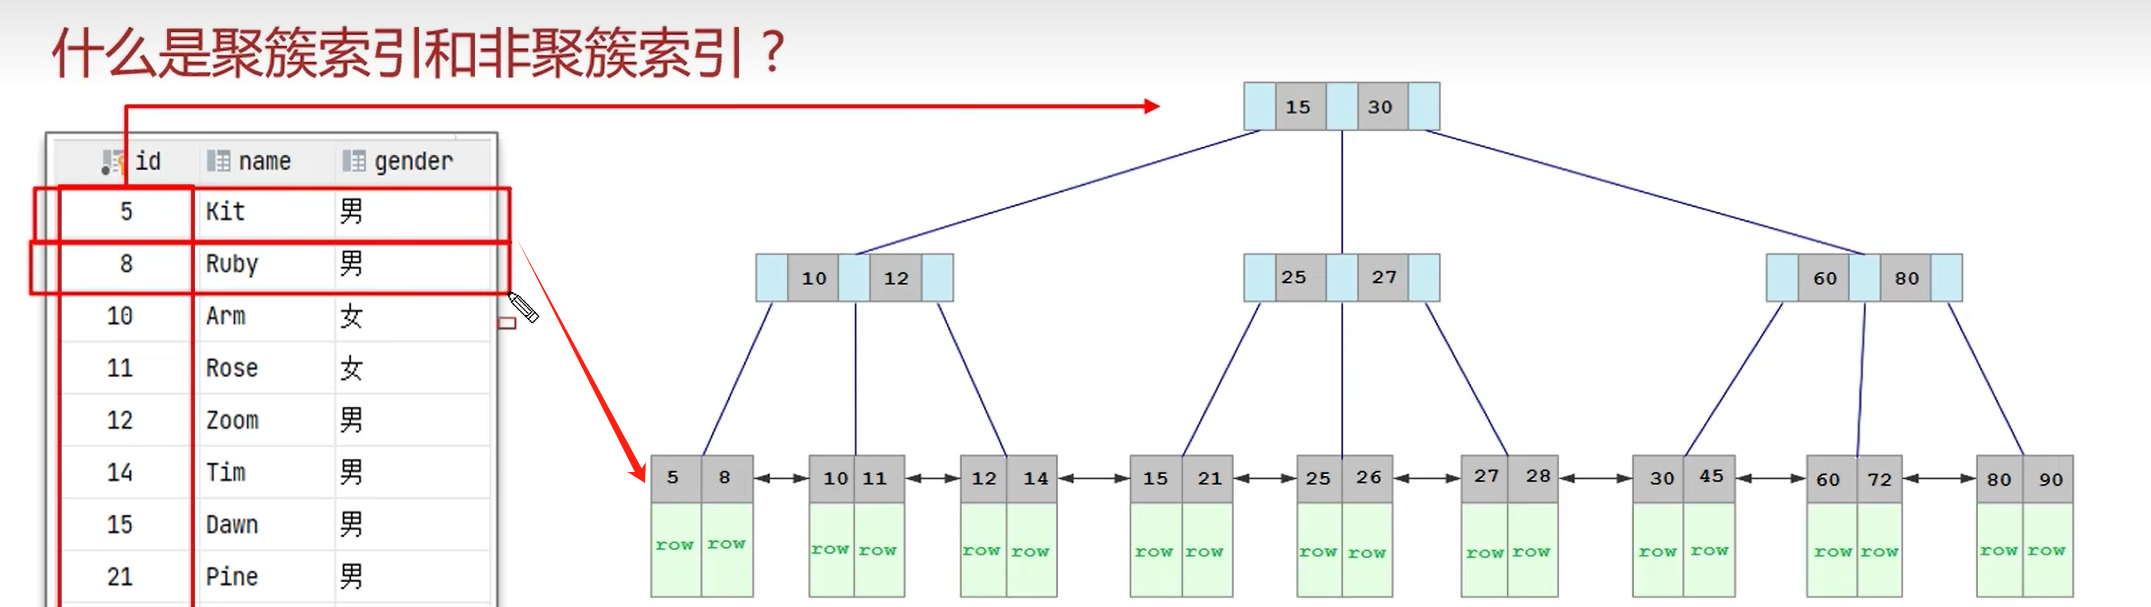 什么是聚簇索引和非聚簇索引？
id name gender
5 Kit 男
8 Ruby 男
10 Arm 女
11 Rose 女
12 Zoom 男
14 Tim 男
15 Dawn 男
21 Pine 男
15 30
10 12 25 27 60 80
5 8 10 11 12 14 15 21 25 26 27 28 30 45 60 72 80 90
row row row row row row row row row row row row row row row row row row